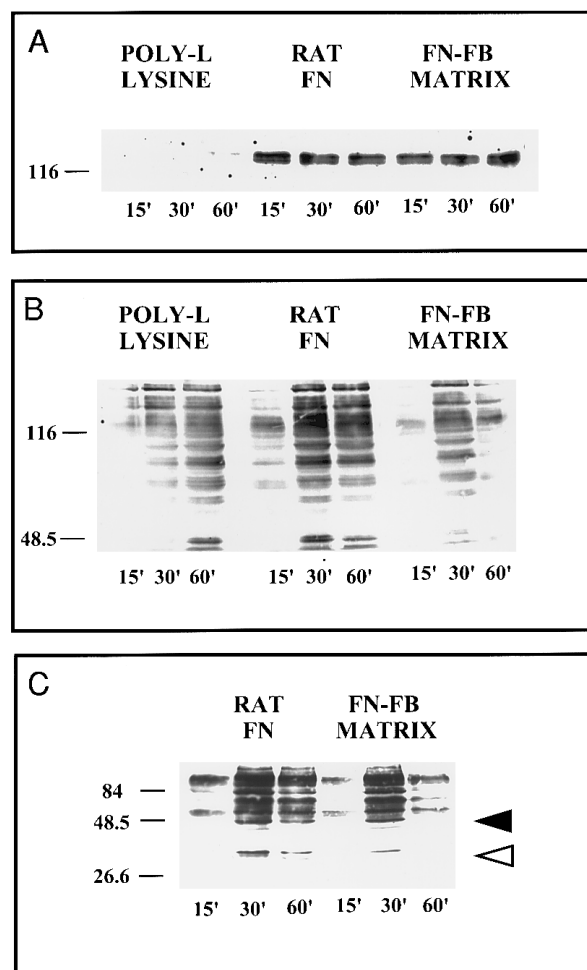 A
POLY-L RAT FN-FB
LYSINE FN MATRIX
116
15' 30' 60' 15' 30' 60' 15' 30' 60'
B
POLY-L RAT FN-FB
LYSINE FN MATRIX
116
48.5
15' 30' 60' 15' 30' 60' 15' 30' 60'
C
RAT FN-FB
FN MATRIX
84
48.5
26.6
15' 30' 60' 15' 30' 60'